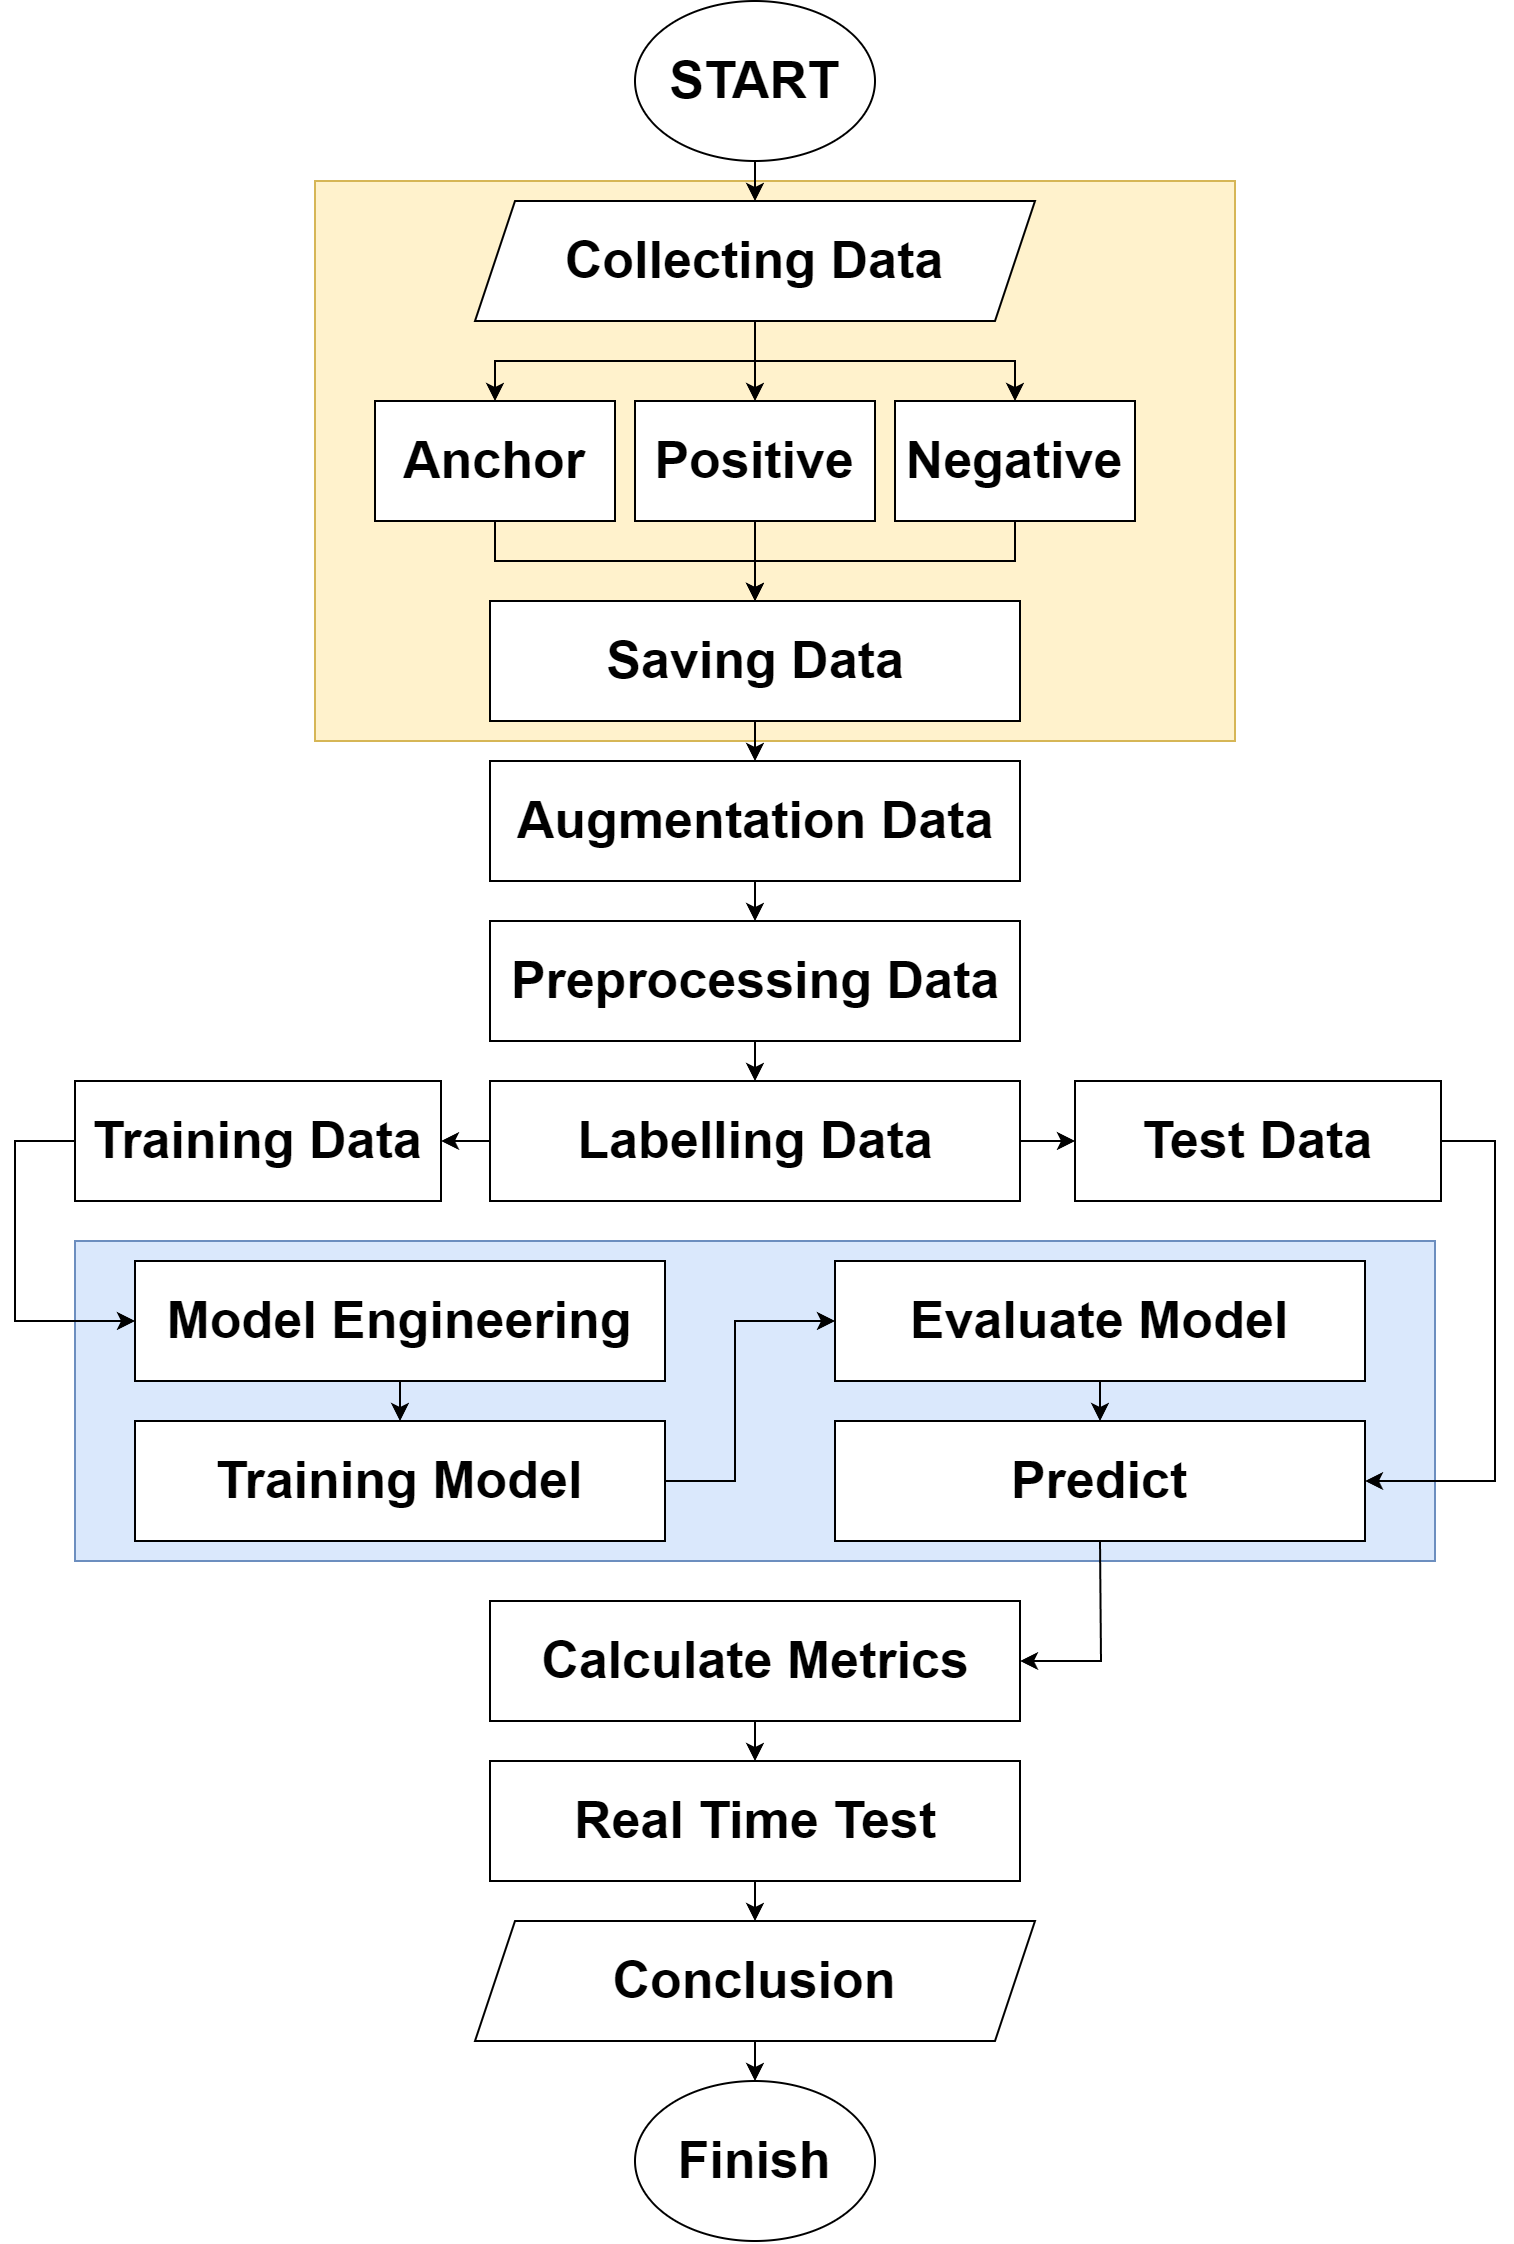 START
Collecting Data
Anchor
Positive
Negative
Saving Data
Augmentation Data
Preprocessing Data
Training Data
Labelling Data
Test Data
Model Engineering
Evaluate Model
Training Model
Predict
Calculate Metrics
Real Time Test
Conclusion
Finish